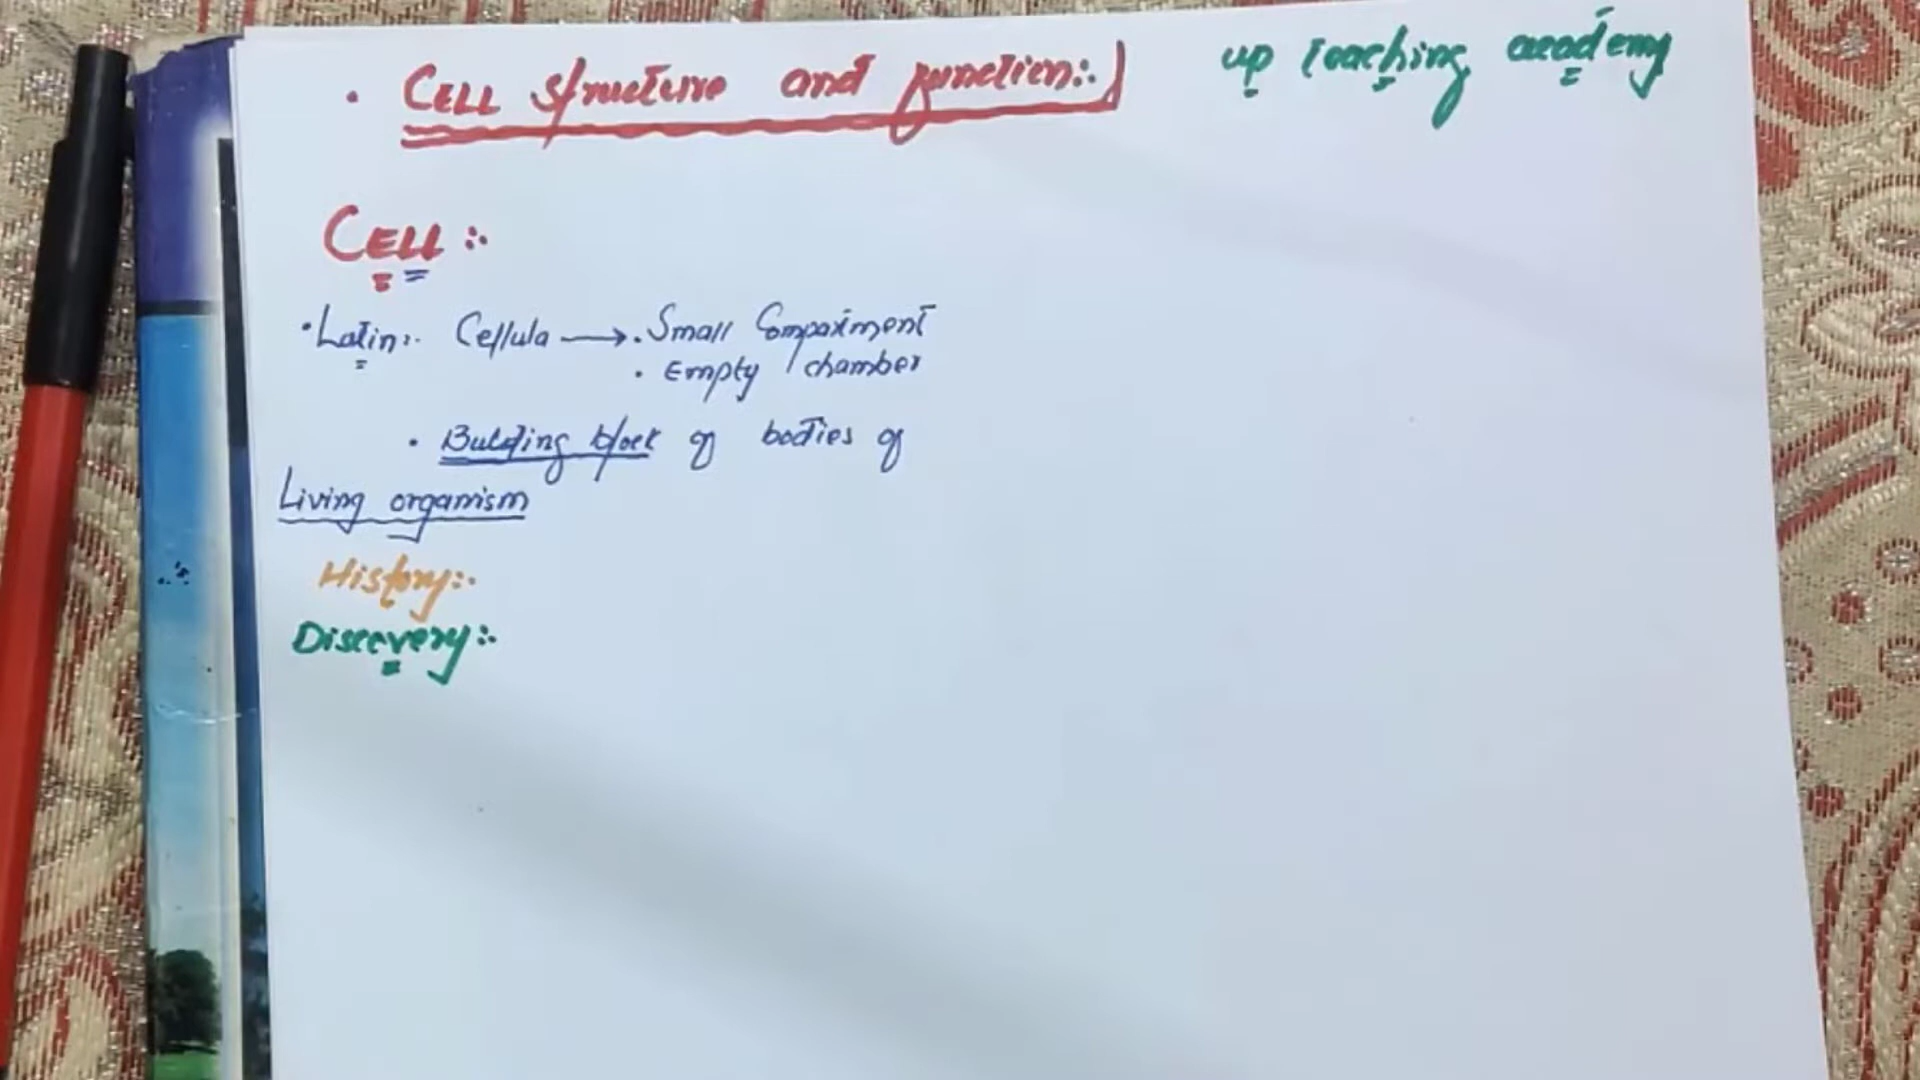 • CELL structure and function:-
up teaching academy
CELL :-
• Latin:- Cellula → • Small Compartment
• Empty chamber
• Bulding block of bodies of
Living organism
History:-
Discovery:-